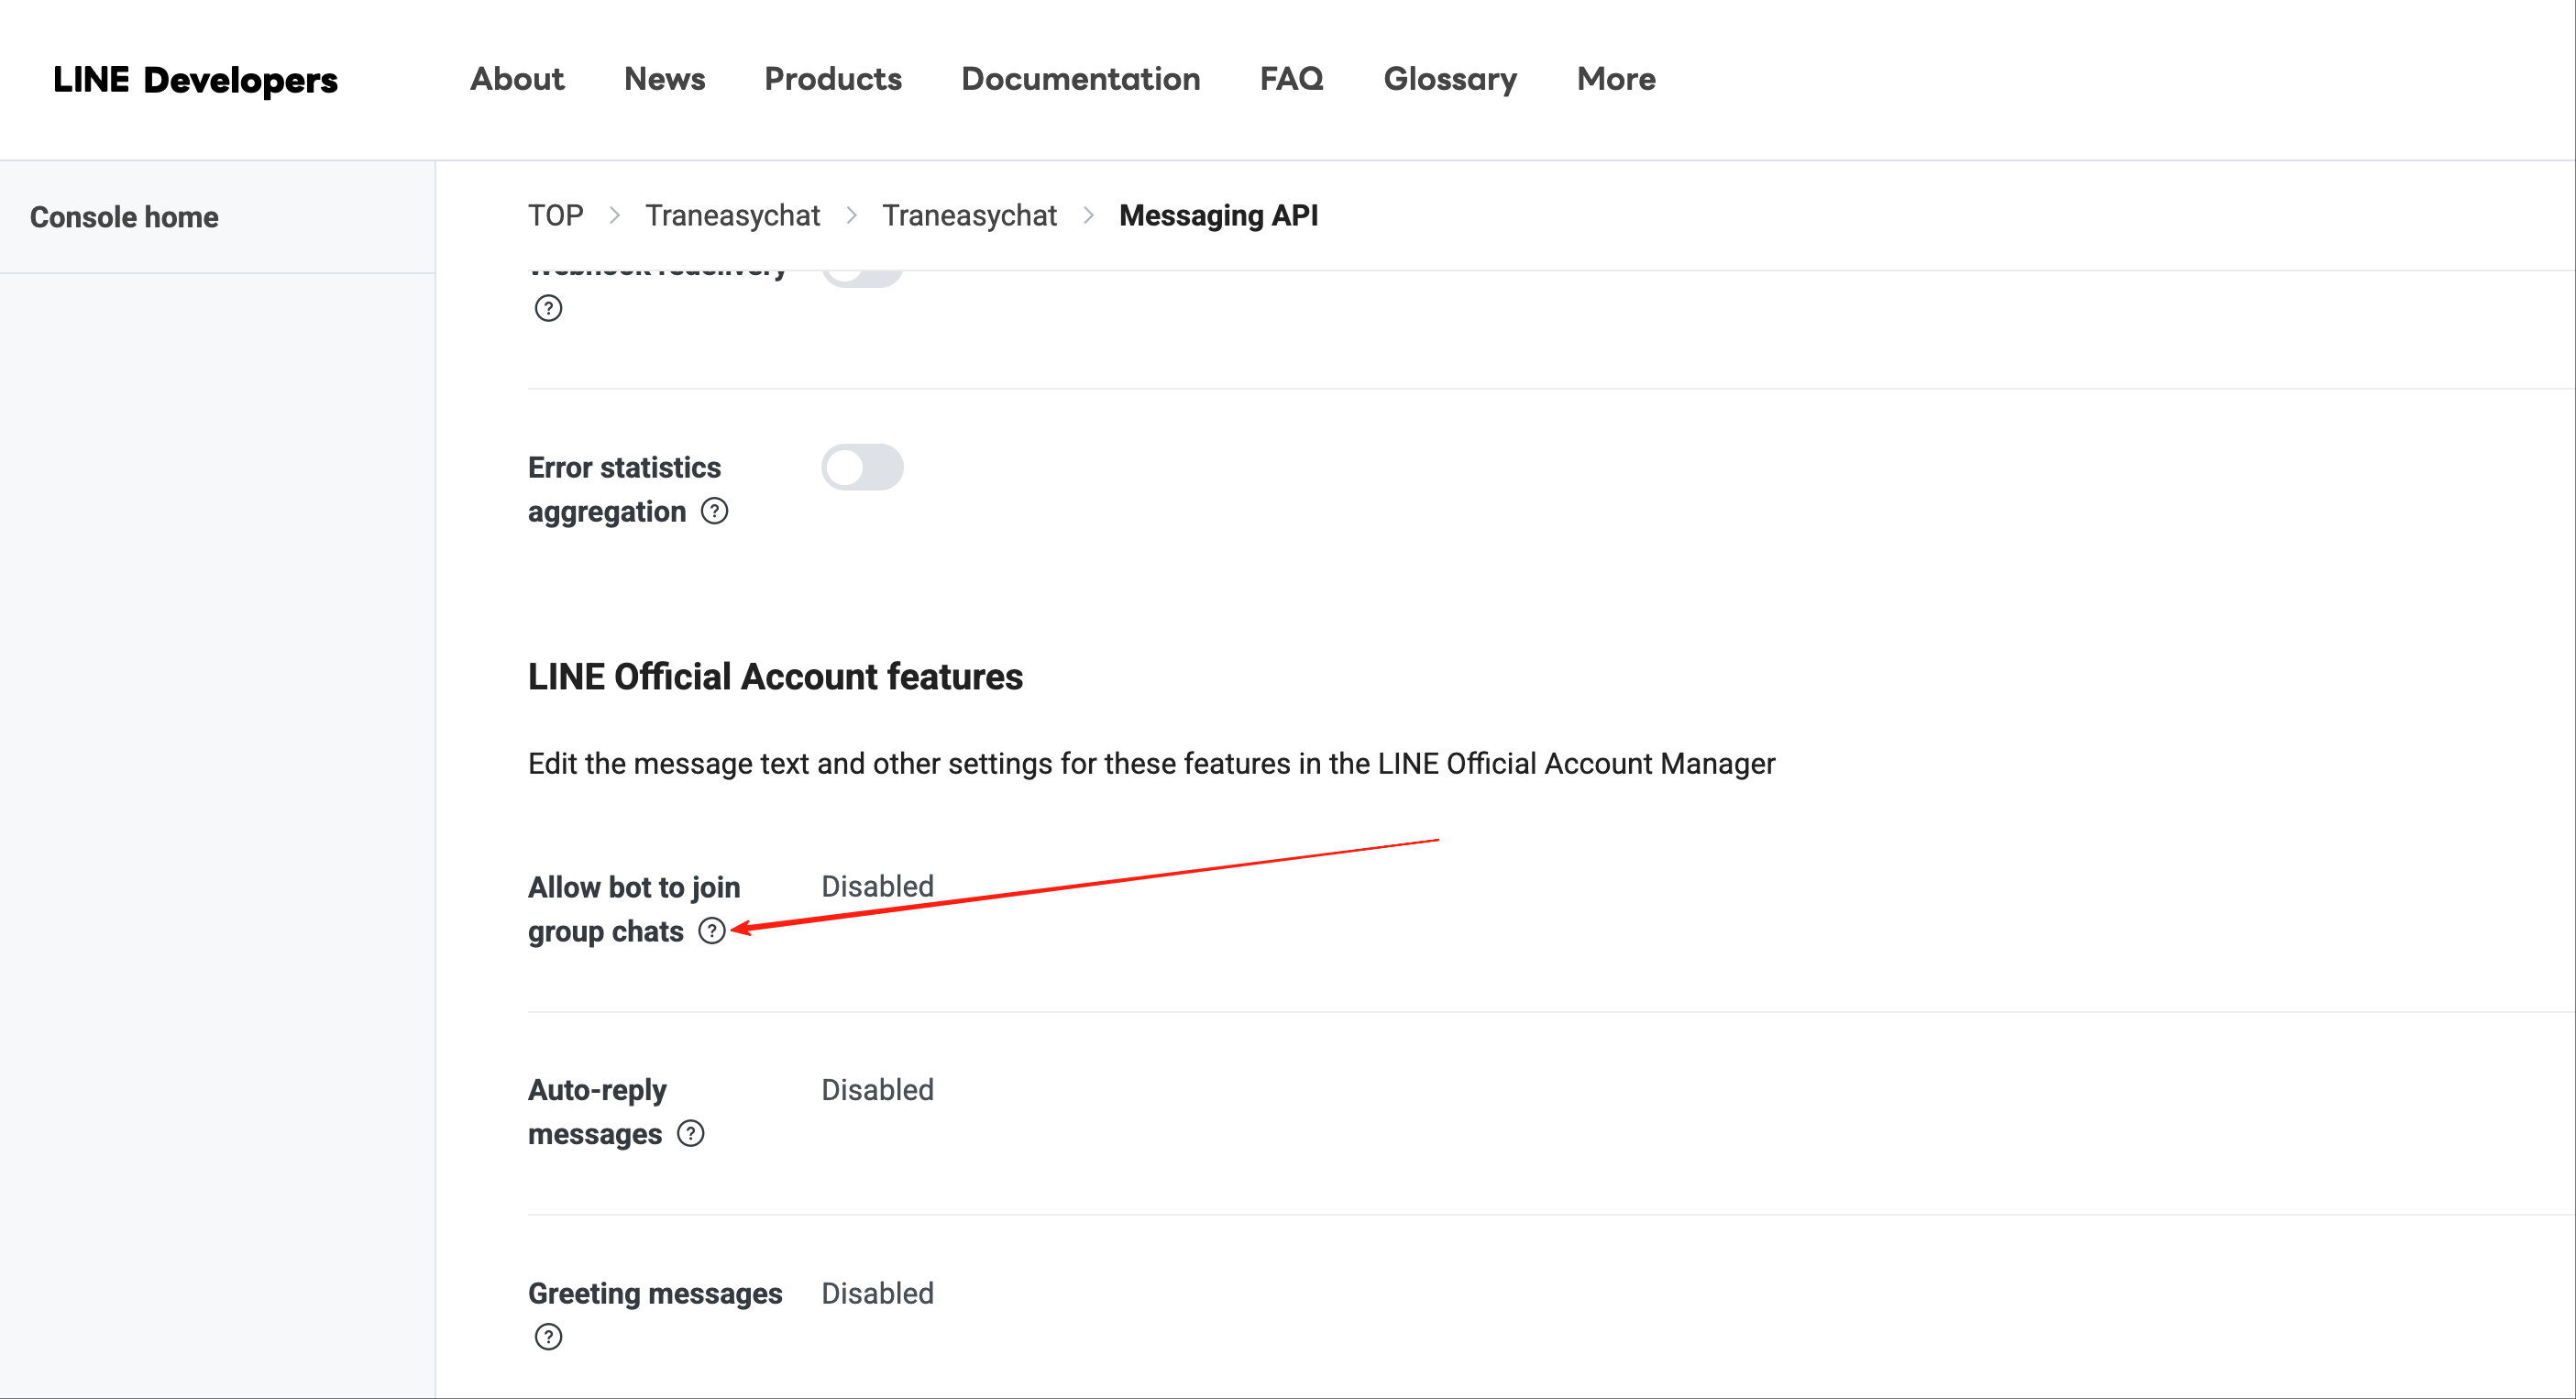 LINE Developers About News Products Documentation FAQ Glossary More
Console home
TOP > Traneasychat > Traneasychat > Messaging API
Webhook redelivery
?
Error statistics
aggregation ?
LINE Official Account features
Edit the message text and other settings for these features in the LINE Official Account Manager
Allow bot to join Disabled
group chats ?
Auto-reply Disabled
messages ?
Greeting messages Disabled
?